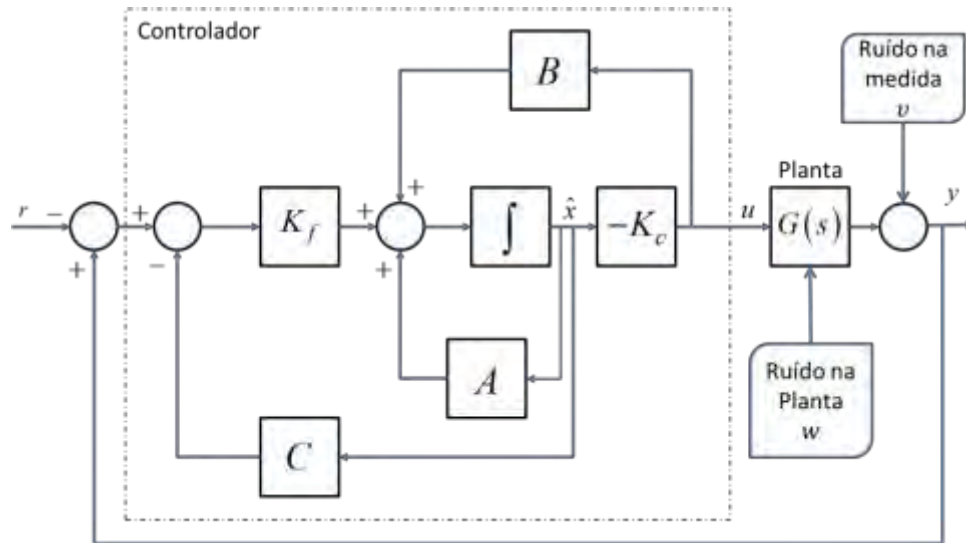 Controlador
B
Ruído na
medida
v
Planta
r
−
+
+
−
K_f
+
+
+
∫
x̂
−K_c
u
G(s)
y
A
C
Ruído na
Planta
w